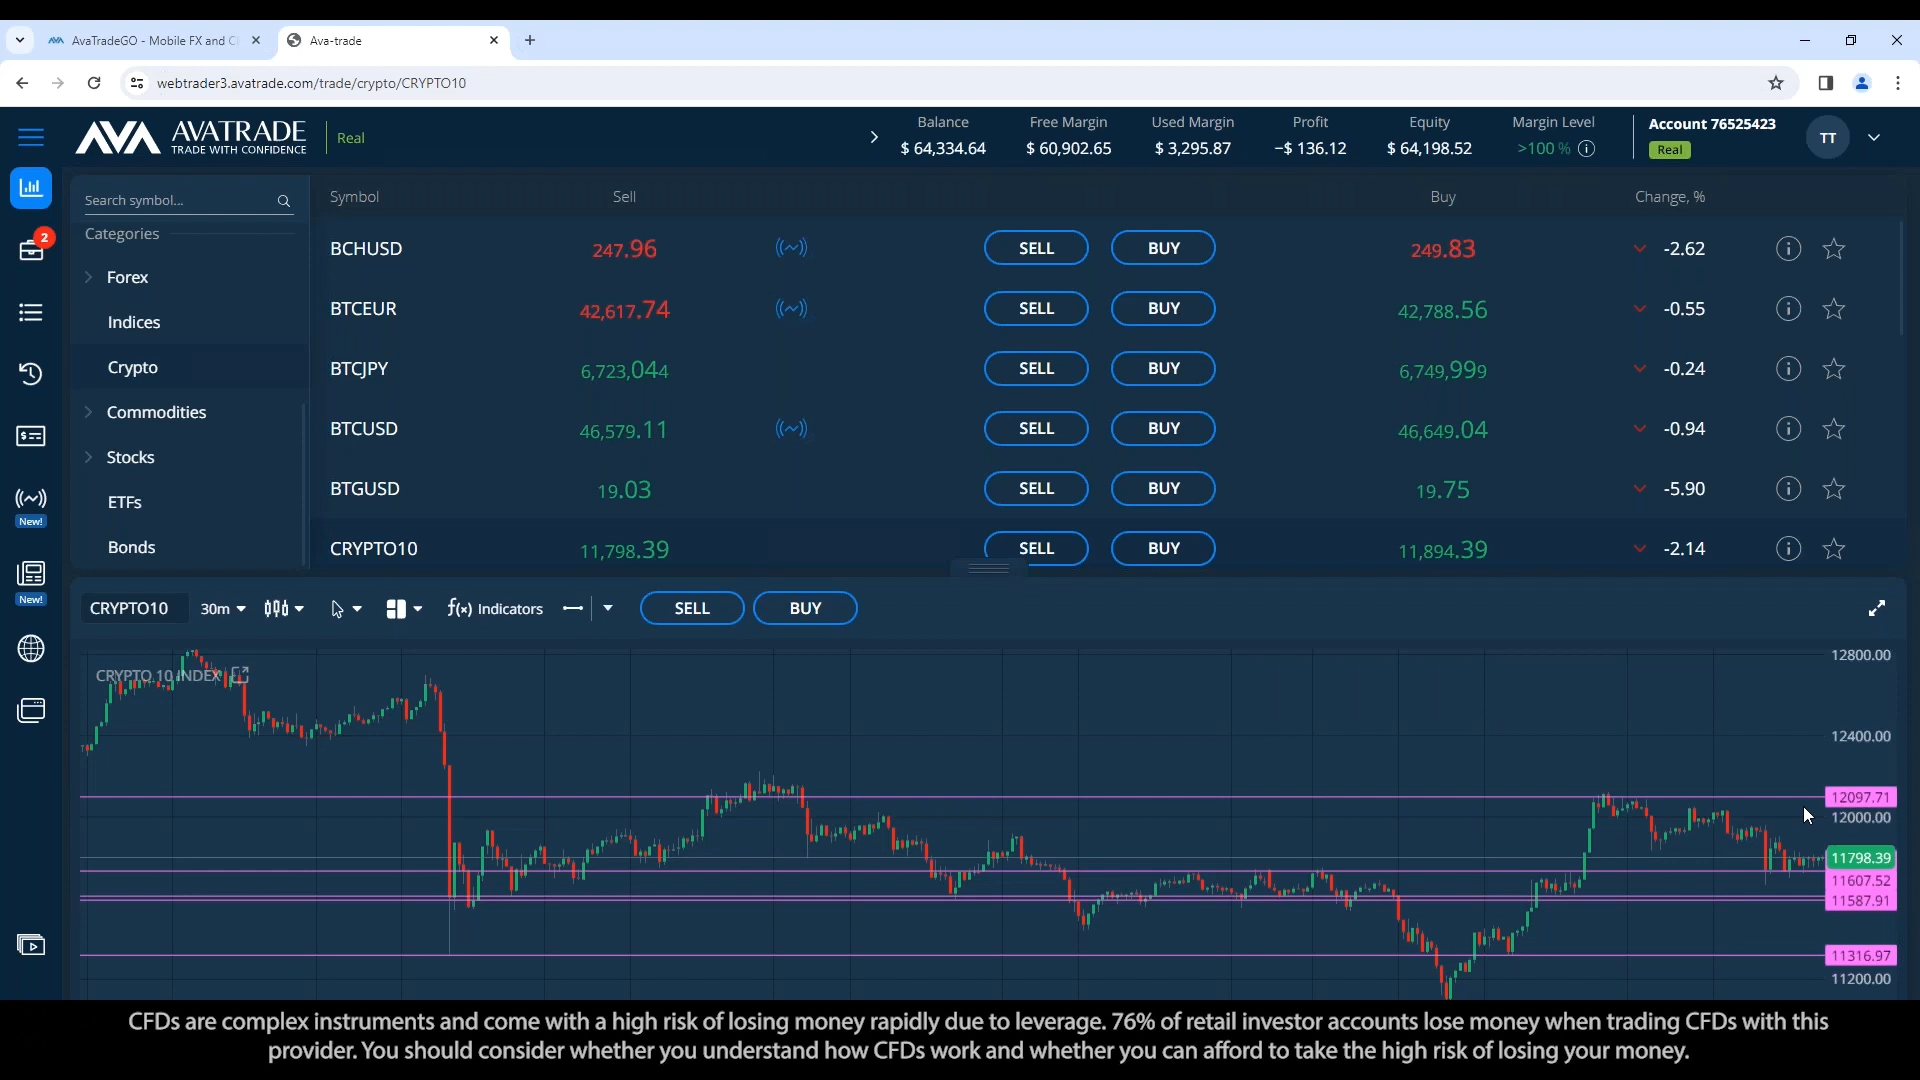 AvaTradeGO - Mobile FX and C
Ava-trade
webtrader3.avatrade.com/trade/crypto/CRYPTO10
AVA AVATRADE
TRADE WITH CONFIDENCE
Real
Balance Free Margin Used Margin Profit Equity Margin Level
$ 64,334.64 $ 60,902.65 $ 3,295.87 -$ 136.12 $ 64,198.52 >100 %
Account 76525423
Real
TT
Search symbol...
Categories
2
Forex
Indices
Crypto
Commodities
Stocks
ETFs
Bonds
New!
New!
Symbol Sell Buy Change, %
BCHUSD 247.96 SELL BUY 249.83 -2.62
BTCEUR 42,617.74 SELL BUY 42,788.56 -0.55
BTCJPY 6,723,044 SELL BUY 6,749,999 -0.24
BTCUSD 46,579.11 SELL BUY 46,649.04 -0.94
BTGUSD 19.03 SELL BUY 19.75 -5.90
CRYPTO10 11,798.39 SELL BUY 11,894.39 -2.14
CRYPTO10 30m f(x) Indicators SELL BUY
CRYPTO 10 INDEX
12800.00
12400.00
12097.71
12000.00
11798.39
11607.52
11587.91
11316.97
11200.00
CFDs are complex instruments and come with a high risk of losing money rapidly due to leverage. 76% of retail investor accounts lose money when trading CFDs with this
provider. You should consider whether you understand how CFDs work and whether you can afford to take the high risk of losing your money.